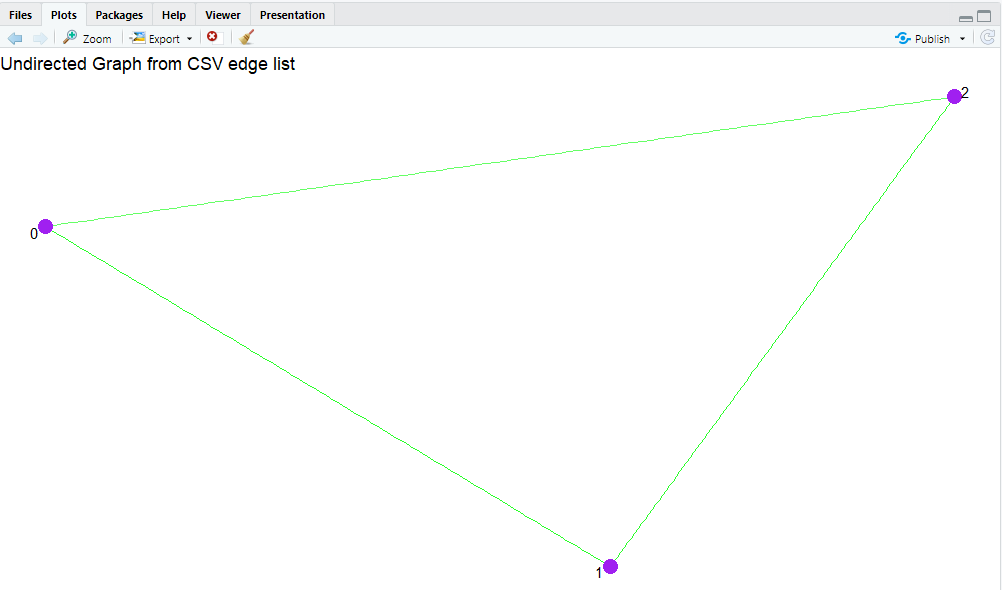 Files Plots Packages Help Viewer Presentation
Zoom Export Publish
Undirected Graph from CSV edge list
2
0
1